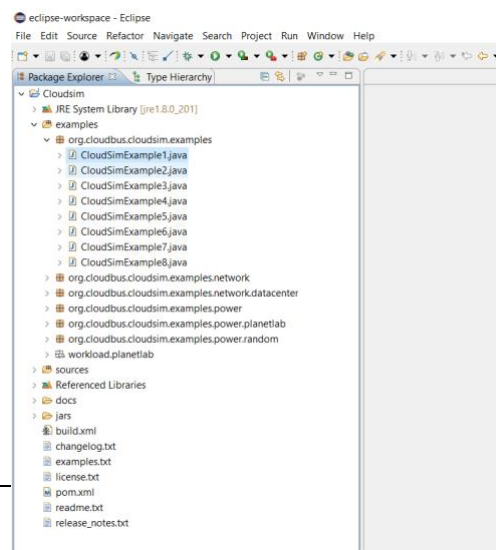 eclipse-workspace - Eclipse
File Edit Source Refactor Navigate Search Project Run Window Help
Package Explorer Type Hierarchy
Cloudsim
JRE System Library [jre1.8.0_201]
examples
org.cloudbus.cloudsim.examples
CloudSimExample1.java
CloudSimExample2.java
CloudSimExample3.java
CloudSimExample4.java
CloudSimExample5.java
CloudSimExample6.java
CloudSimExample7.java
CloudSimExample8.java
org.cloudbus.cloudsim.examples.network
org.cloudbus.cloudsim.examples.network.datacenter
org.cloudbus.cloudsim.examples.power
org.cloudbus.cloudsim.examples.power.planetlab
org.cloudbus.cloudsim.examples.power.random
workload.planetlab
sources
Referenced Libraries
docs
jars
build.xml
changelog.txt
examples.txt
license.txt
pom.xml
readme.txt
release_notes.txt